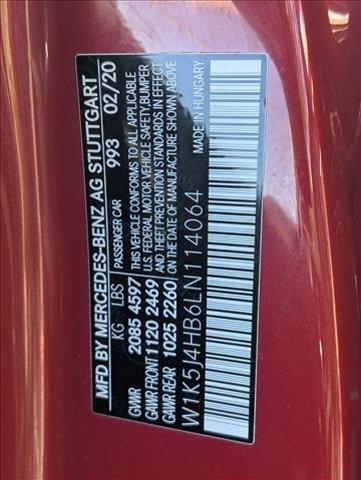 MFD BY MERCEDES-BENZ AG STUTTGART
PASSENGER CAR 993 02/20
KG LBS
GVWR 2085 4597
GAWR FRONT 1120 2469
GAWR REAR 1025 2260
THIS VEHICLE CONFORMS TO ALL APPLICABLE
U.S. FEDERAL MOTOR VEHICLE SAFETY, BUMPER
AND THEFT PREVENTION STANDARDS IN EFFECT
ON THE DATE OF MANUFACTURE SHOWN ABOVE
W1K5J4HB6LN114064 MADE IN HUNGARY